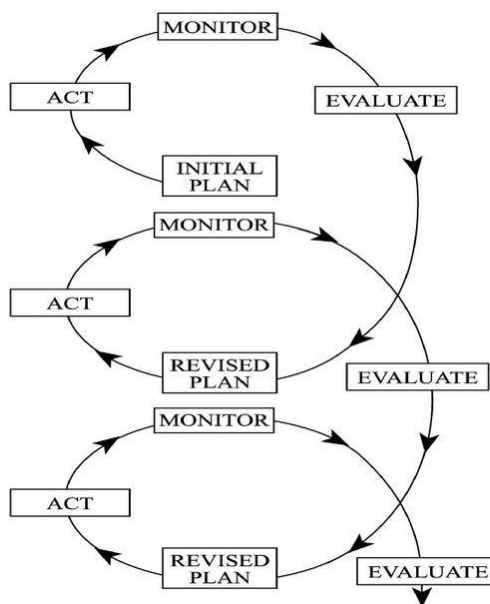 MONITOR
ACT
EVALUATE
INITIAL
PLAN
MONITOR
ACT
REVISED
PLAN
EVALUATE
MONITOR
ACT
REVISED
PLAN
EVALUATE